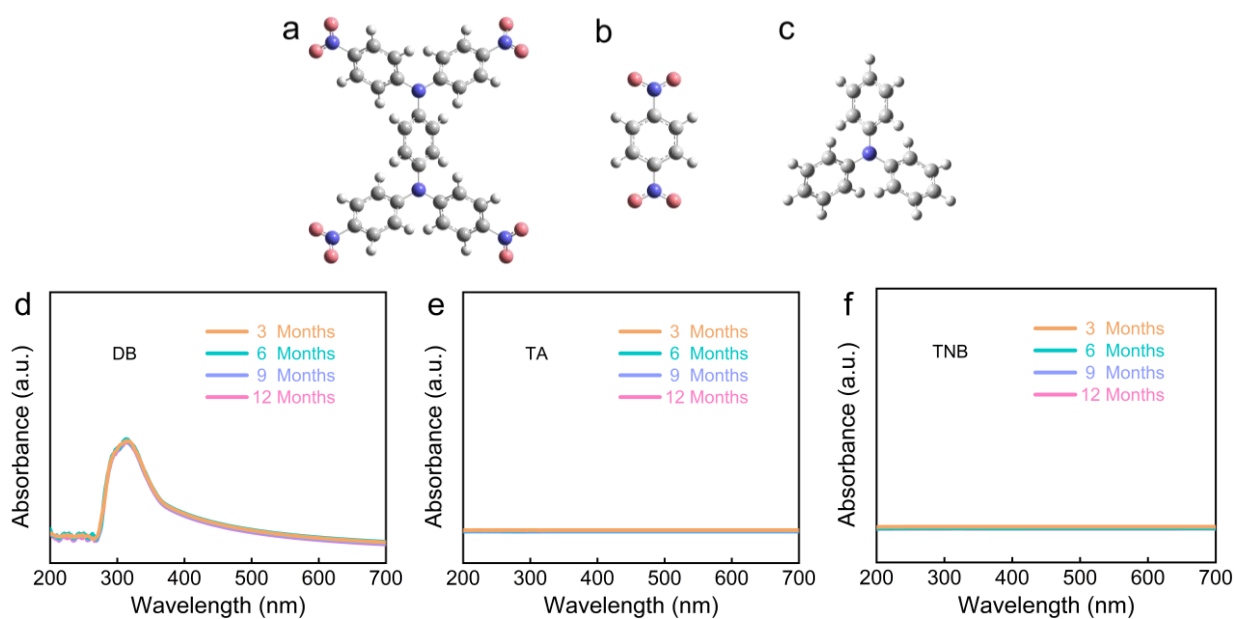 a
b
c
d
Absorbance (a.u.)
DB
3 Months
6 Months
9 Months
12 Months
200 300 400 500 600 700
Wavelength (nm)
e
Absorbance (a.u.)
TA
3 Months
6 Months
9 Months
12 Months
200 300 400 500 600 700
Wavelength (nm)
f
Absorbance (a.u.)
TNB
3 Months
6 Months
9 Months
12 Months
200 300 400 500 600 700
Wavelength (nm)